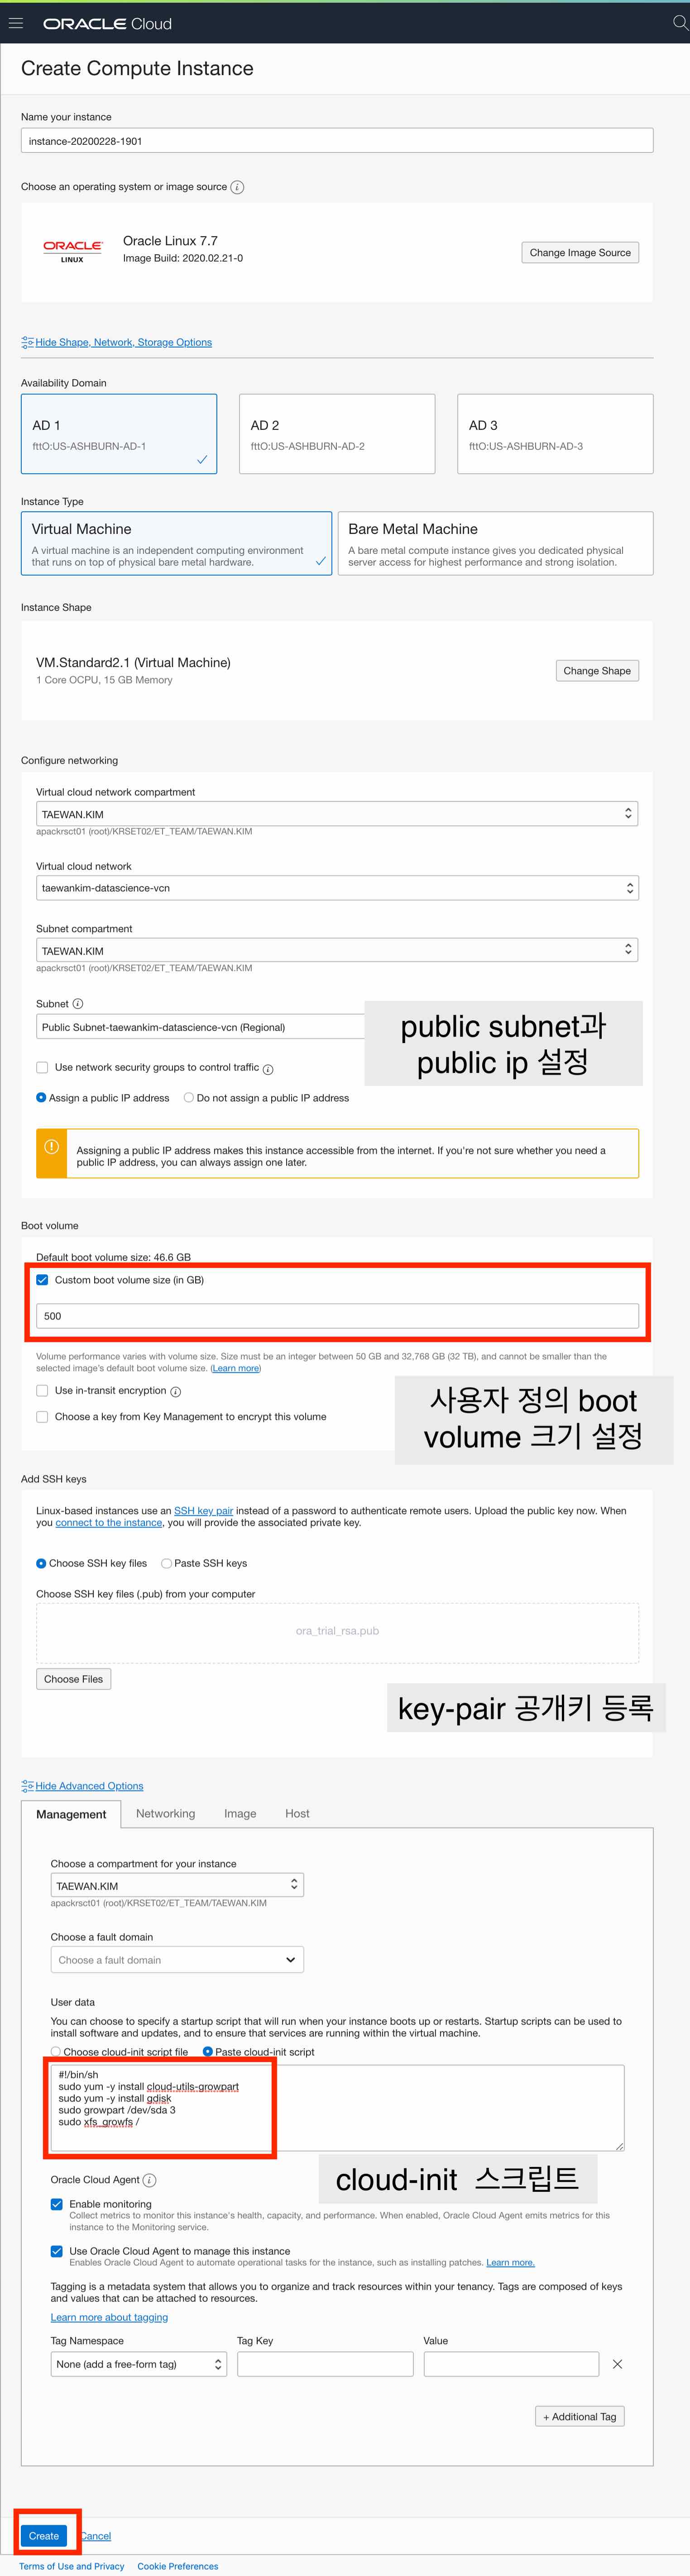 ORACLE Cloud
Create Compute Instance
Name your instance
instance-20200228-1901
Choose an operating system or image source i
ORACLE
LINUX
Oracle Linux 7.7
Image Build: 2020.02.21-0
Change Image Source
Hide Shape, Network, Storage Options
Availability Domain
AD 1
fttO:US-ASHBURN-AD-1
AD 2
fttO:US-ASHBURN-AD-2
AD 3
fttO:US-ASHBURN-AD-3
Instance Type
Virtual Machine
A virtual machine is an independent computing environment
that runs on top of physical bare metal hardware.
Bare Metal Machine
A bare metal compute instance gives you dedicated physical
server access for highest performance and strong isolation.
Instance Shape
VM.Standard2.1 (Virtual Machine)
1 Core OCPU, 15 GB Memory
Change Shape
Configure networking
Virtual cloud network compartment
TAEWAN.KIM
apackrsct01 (root)/KRSET02/ET_TEAM/TAEWAN.KIM
Virtual cloud network
taewankim-datascience-vcn
Subnet compartment
TAEWAN.KIM
apackrsct01 (root)/KRSET02/ET_TEAM/TAEWAN.KIM
Subnet i
Public Subnet-taewankim-datascience-vcn (Regional)
public subnet과
public ip 설정
Use network security groups to control traffic i
Assign a public IP address Do not assign a public IP address
Assigning a public IP address makes this instance accessible from the internet. If you're not sure whether you need a
public IP address, you can always assign one later.
Boot volume
Default boot volume size: 46.6 GB
Custom boot volume size (in GB)
500
Volume performance varies with volume size. Size must be an integer between 50 GB and 32,768 GB (32 TB), and cannot be smaller than the
selected image's default boot volume size. (Learn more)
Use in-transit encryption i
Choose a key from Key Management to encrypt this volume
사용자 정의 boot
volume 크기 설정
Add SSH keys
Linux-based instances use an SSH key pair instead of a password to authenticate remote users. Upload the public key now. When
you connect to the instance, you will provide the associated private key.
Choose SSH key files Paste SSH keys
Choose SSH key files (.pub) from your computer
ora_trial_rsa.pub
Choose Files
key-pair 공개키 등록
Hide Advanced Options
Management Networking Image Host
Choose a compartment for your instance
TAEWAN.KIM
apackrsct01 (root)/KRSET02/ET_TEAM/TAEWAN.KIM
Choose a fault domain
Choose a fault domain
User data
You can choose to specify a startup script that will run when your instance boots up or restarts. Startup scripts can be used to
install software and updates, and to ensure that services are running within the virtual machine.
Choose cloud-init script file Paste cloud-init script
#!/bin/sh
sudo yum -y install cloud-utils-growpart
sudo yum -y install gdisk
sudo growpart /dev/sda 3
sudo xfs_growfs /
cloud-init 스크립트
Oracle Cloud Agent i
Enable monitoring
Collect metrics to monitor this instance's health, capacity, and performance. When enabled, Oracle Cloud Agent emits metrics for this
instance to the Monitoring service.
Use Oracle Cloud Agent to manage this instance
Enables Oracle Cloud Agent to automate operational tasks for the instance, such as installing patches. Learn more.
Tagging is a metadata system that allows you to organize and track resources within your tenancy. Tags are composed of keys
and values that can be attached to resources.
Learn more about tagging
Tag Namespace Tag Key Value
None (add a free-form tag)
+ Additional Tag
Create Cancel
Terms of Use and Privacy Cookie Preferences